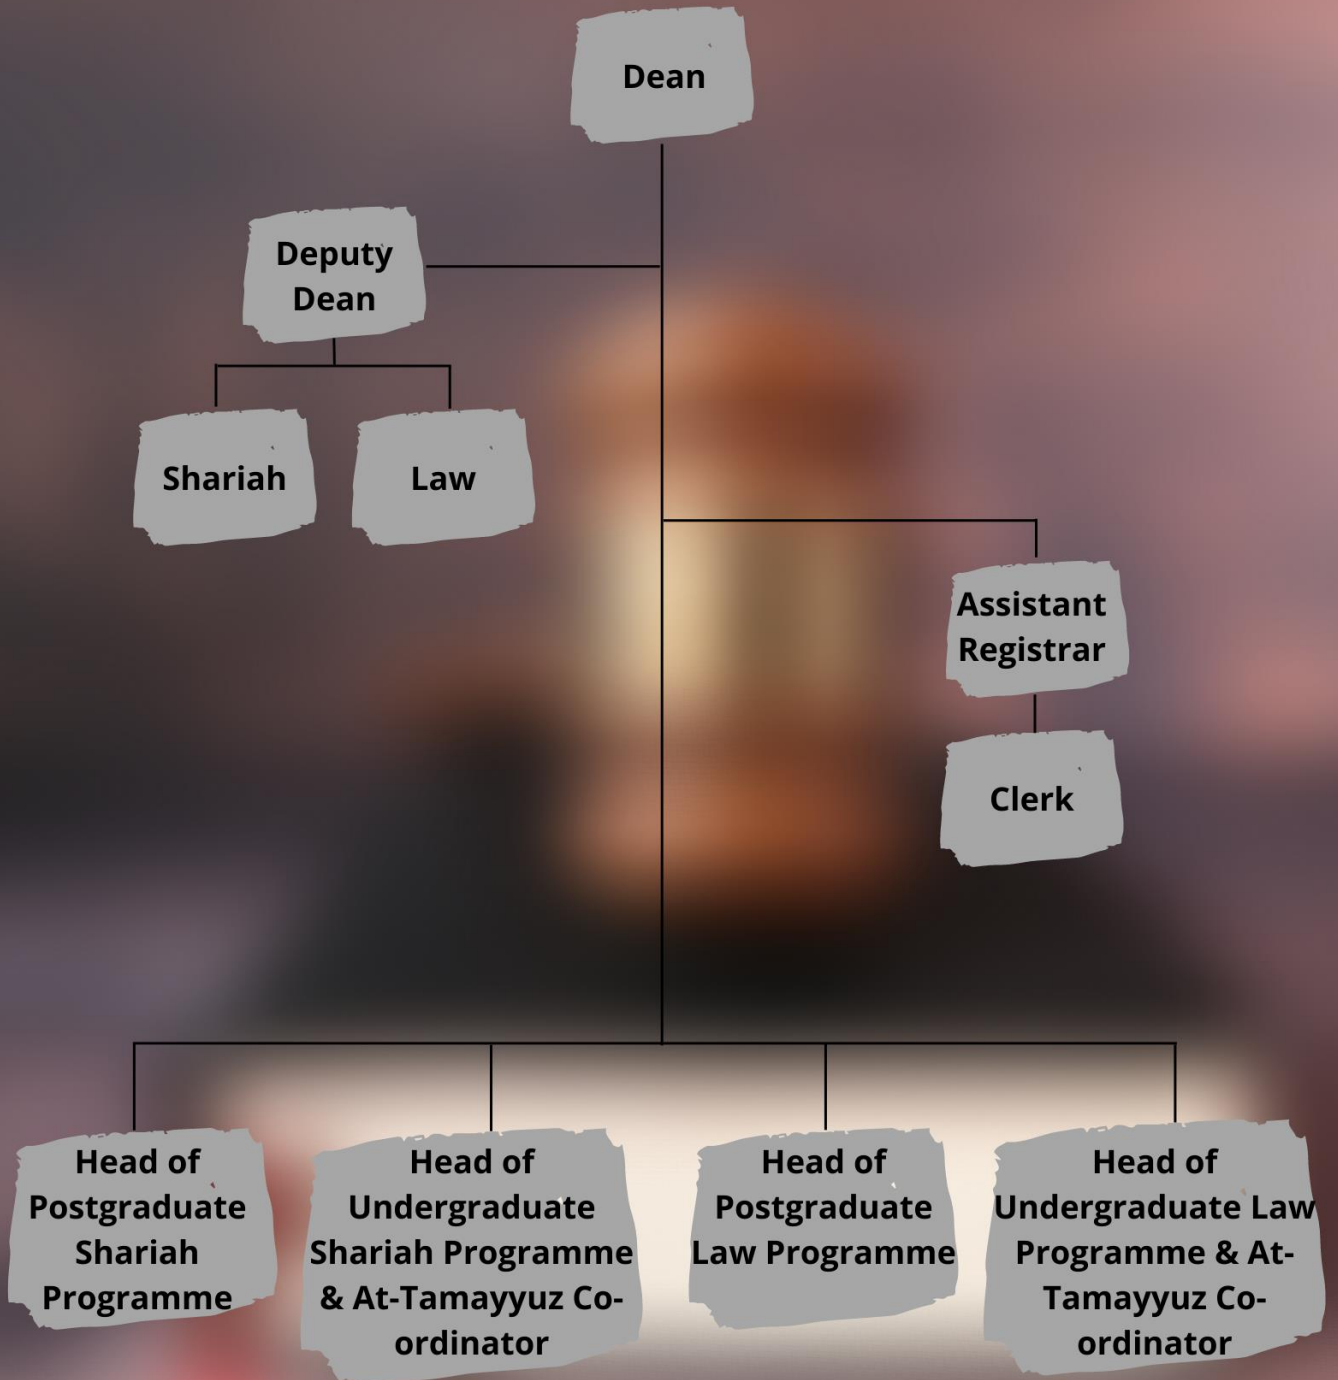 Dean
Deputy
Dean
Shariah
Law
Assistant
Registrar
Clerk
Head of
Postgraduate
Shariah
Programme
Head of
Undergraduate
Shariah Programme
& At-Tamayyuz Co-
ordinator
Head of
Postgraduate
Law Programme
Head of
Undergraduate Law
Programme & At-
Tamayyuz Co-
ordinator